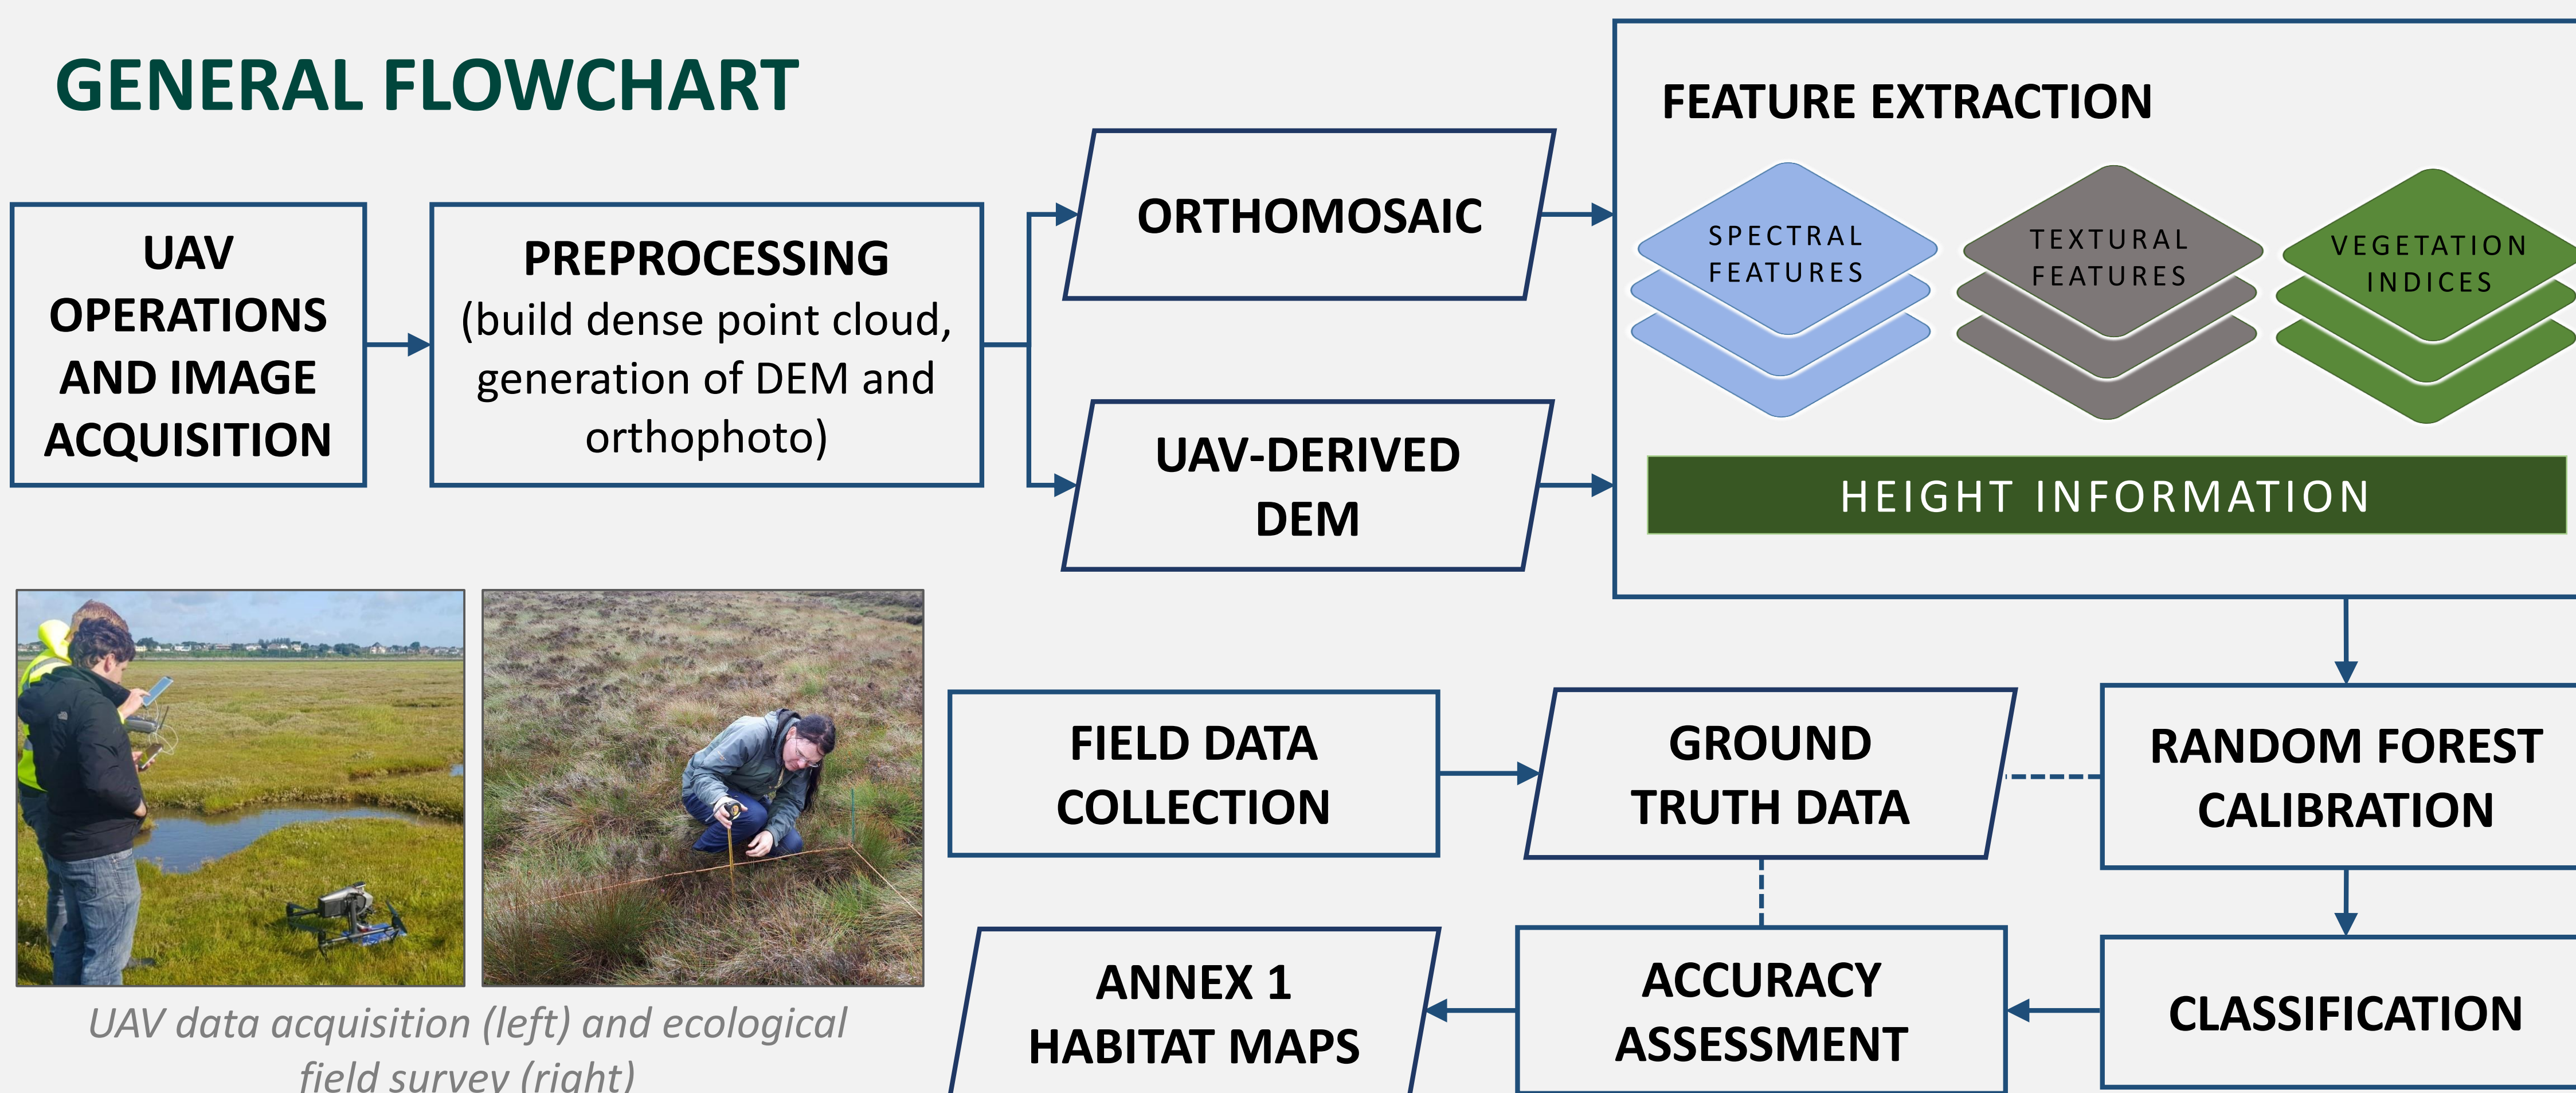 GENERAL FLOWCHART
UAV
OPERATIONS
AND IMAGE
ACQUISITION
PREPROCESSING
(build dense point cloud,
generation of DEM and
orthophoto)
ORTHOMOSAIC
UAV-DERIVED
DEM
FEATURE EXTRACTION
SPECTRAL
FEATURES
TEXTURAL
FEATURES
VEGETATION
INDICES
HEIGHT INFORMATION
FIELD DATA
COLLECTION
GROUND
TRUTH DATA
RANDOM FOREST
CALIBRATION
ANNEX 1
HABITAT MAPS
ACCURACY
ASSESSMENT
CLASSIFICATION
UAV data acquisition (left) and ecological
field survey (right)